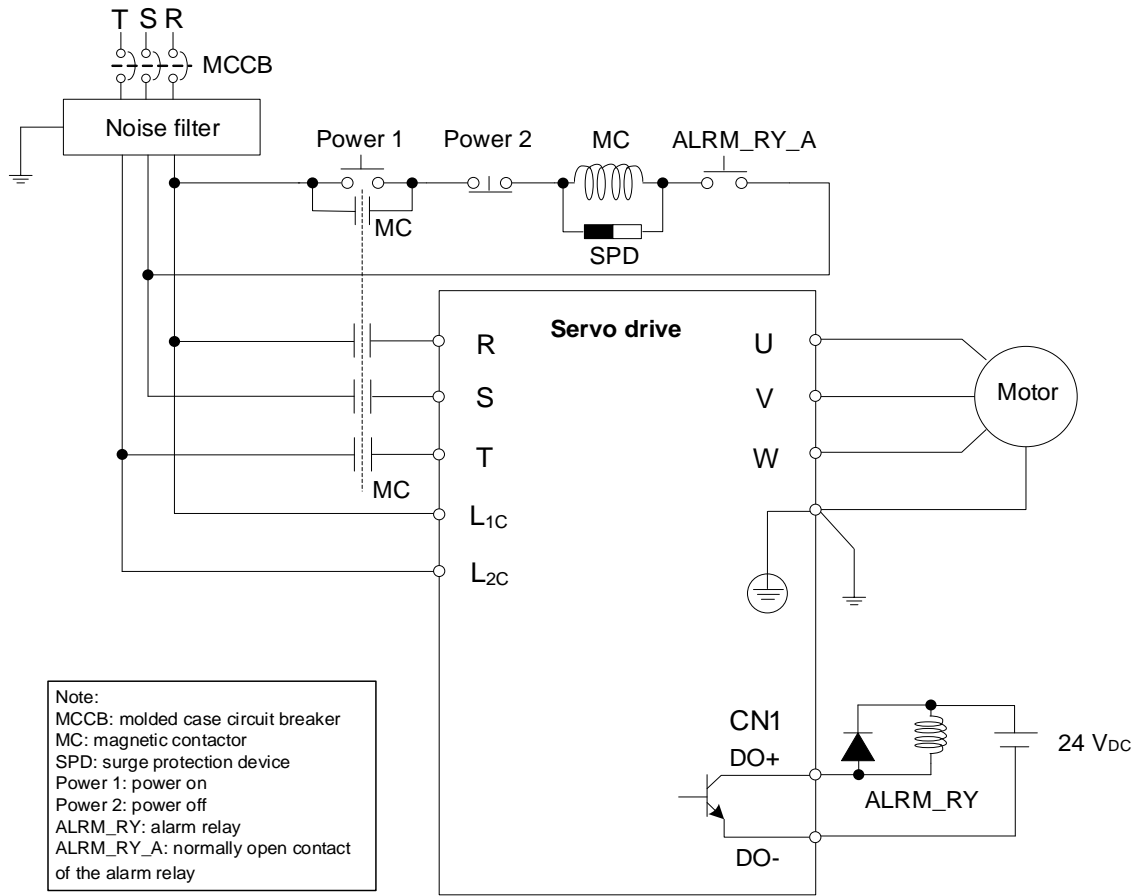 T S R
MCCB
Noise filter
Power 1
Power 2
MC
ALRM_RY_A
MC
SPD
Servo drive
R
U
S
V
Motor
T
W
MC
L1C
L2C
Note:
MCCB: molded case circuit breaker
MC: magnetic contactor
SPD: surge protection device
Power 1: power on
Power 2: power off
ALRM_RY: alarm relay
ALRM_RY_A: normally open contact
of the alarm relay
CN1
DO+
24 VDC
ALRM_RY
DO-